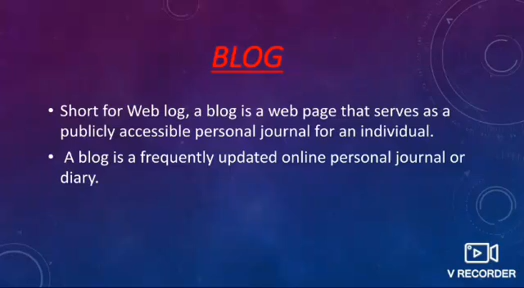 BLOG
• Short for Web log, a blog is a web page that serves as a
publicly accessible personal journal for an individual.
• A blog is a frequently updated online personal journal or
diary.
V RECORDER